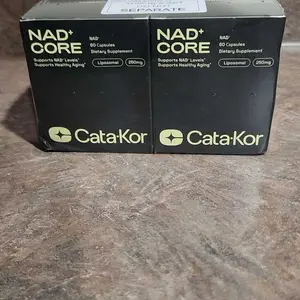 SEPARATE
NAD+
CORE
NAD+
60 Capsules
Dietary Supplement
Supports NAD+ Levels*
Supports Healthy Aging*
Liposomal
250mg
Cata-Kor
NAD+
CORE
NAD+
60 Capsules
Dietary Supplement
Supports NAD+ Levels*
Supports Healthy Aging*
Liposomal
250mg
Cata-Kor